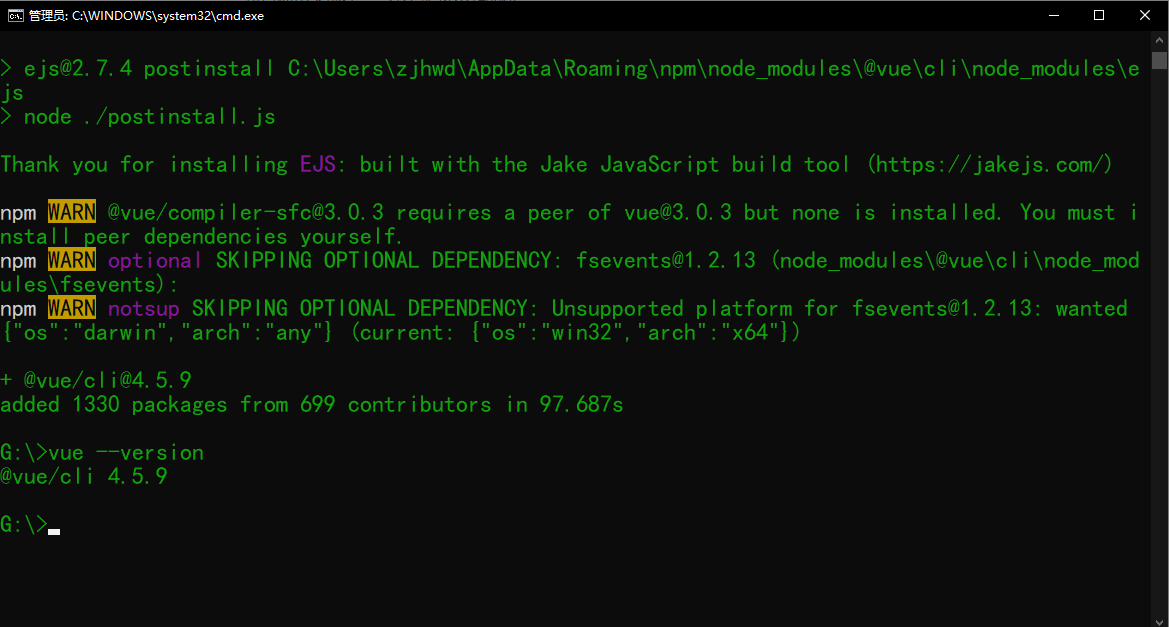 管理员: C:\WINDOWS\system32\cmd.exe
> ejs@2.7.4 postinstall C:\Users\zjhwd\AppData\Roaming\npm\node_modules\@vue\cli\node_modules\e
js
> node ./postinstall.js
Thank you for installing EJS: built with the Jake JavaScript build tool (https://jakejs.com/)
npm WARN @vue/compiler-sfc@3.0.3 requires a peer of vue@3.0.3 but none is installed. You must i
nstall peer dependencies yourself.
npm WARN optional SKIPPING OPTIONAL DEPENDENCY: fsevents@1.2.13 (node_modules\@vue\cli\node_mod
ules\fsevents):
npm WARN notsup SKIPPING OPTIONAL DEPENDENCY: Unsupported platform for fsevents@1.2.13: wanted
{"os":"darwin","arch":"any"} (current: {"os":"win32","arch":"x64"})
+ @vue/cli@4.5.9
added 1330 packages from 699 contributors in 97.687s
G:\>vue --version
@vue/cli 4.5.9
G:\>